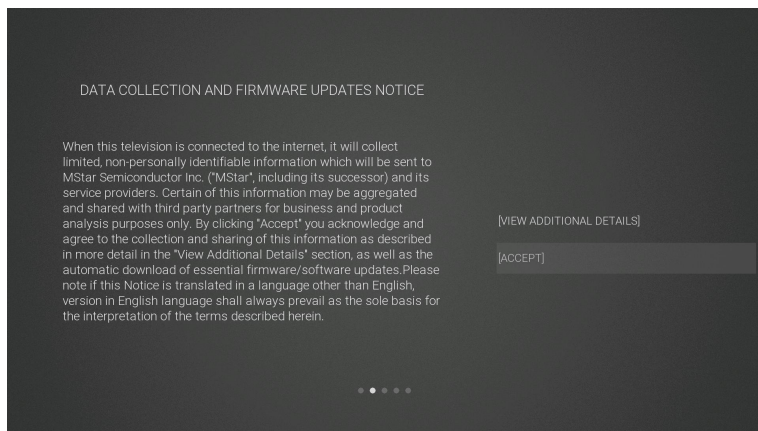 DATA COLLECTION AND FIRMWARE UPDATES NOTICE
When this television is connected to the internet, it will collect
limited, non-personally identifiable information which will be sent to
MStar Semiconductor Inc. ("MStar", including its successor) and its
service providers. Certain of this information may be aggregated
and shared with third party partners for business and product
analysis purposes only. By clicking "Accept" you acknowledge and
agree to the collection and sharing of this information as described
in more detail in the "View Additional Details" section, as well as the
automatic download of essential firmware/software updates.Please
note if this Notice is translated in a language other than English,
version in English language shall always prevail as the sole basis for
the interpretation of the terms described herein.
[VIEW ADDITIONAL DETAILS]
[ACCEPT]